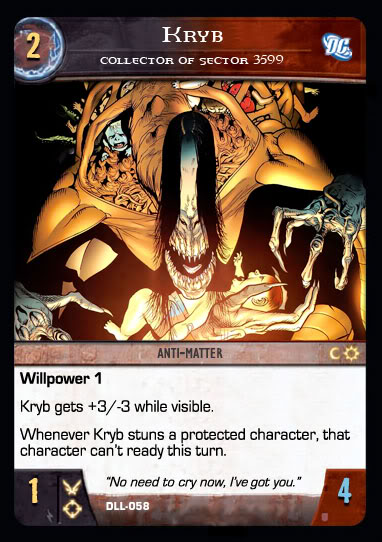 2
KRYB
COLLECTOR OF SECTOR 3599
DC
ANTI-MATTER
C
Willpower 1
Kryb gets +3/-3 while visible.
Whenever Kryb stuns a protected character, that
character can't ready this turn.
1
"No need to cry now, I've got you."
4
DLL-058